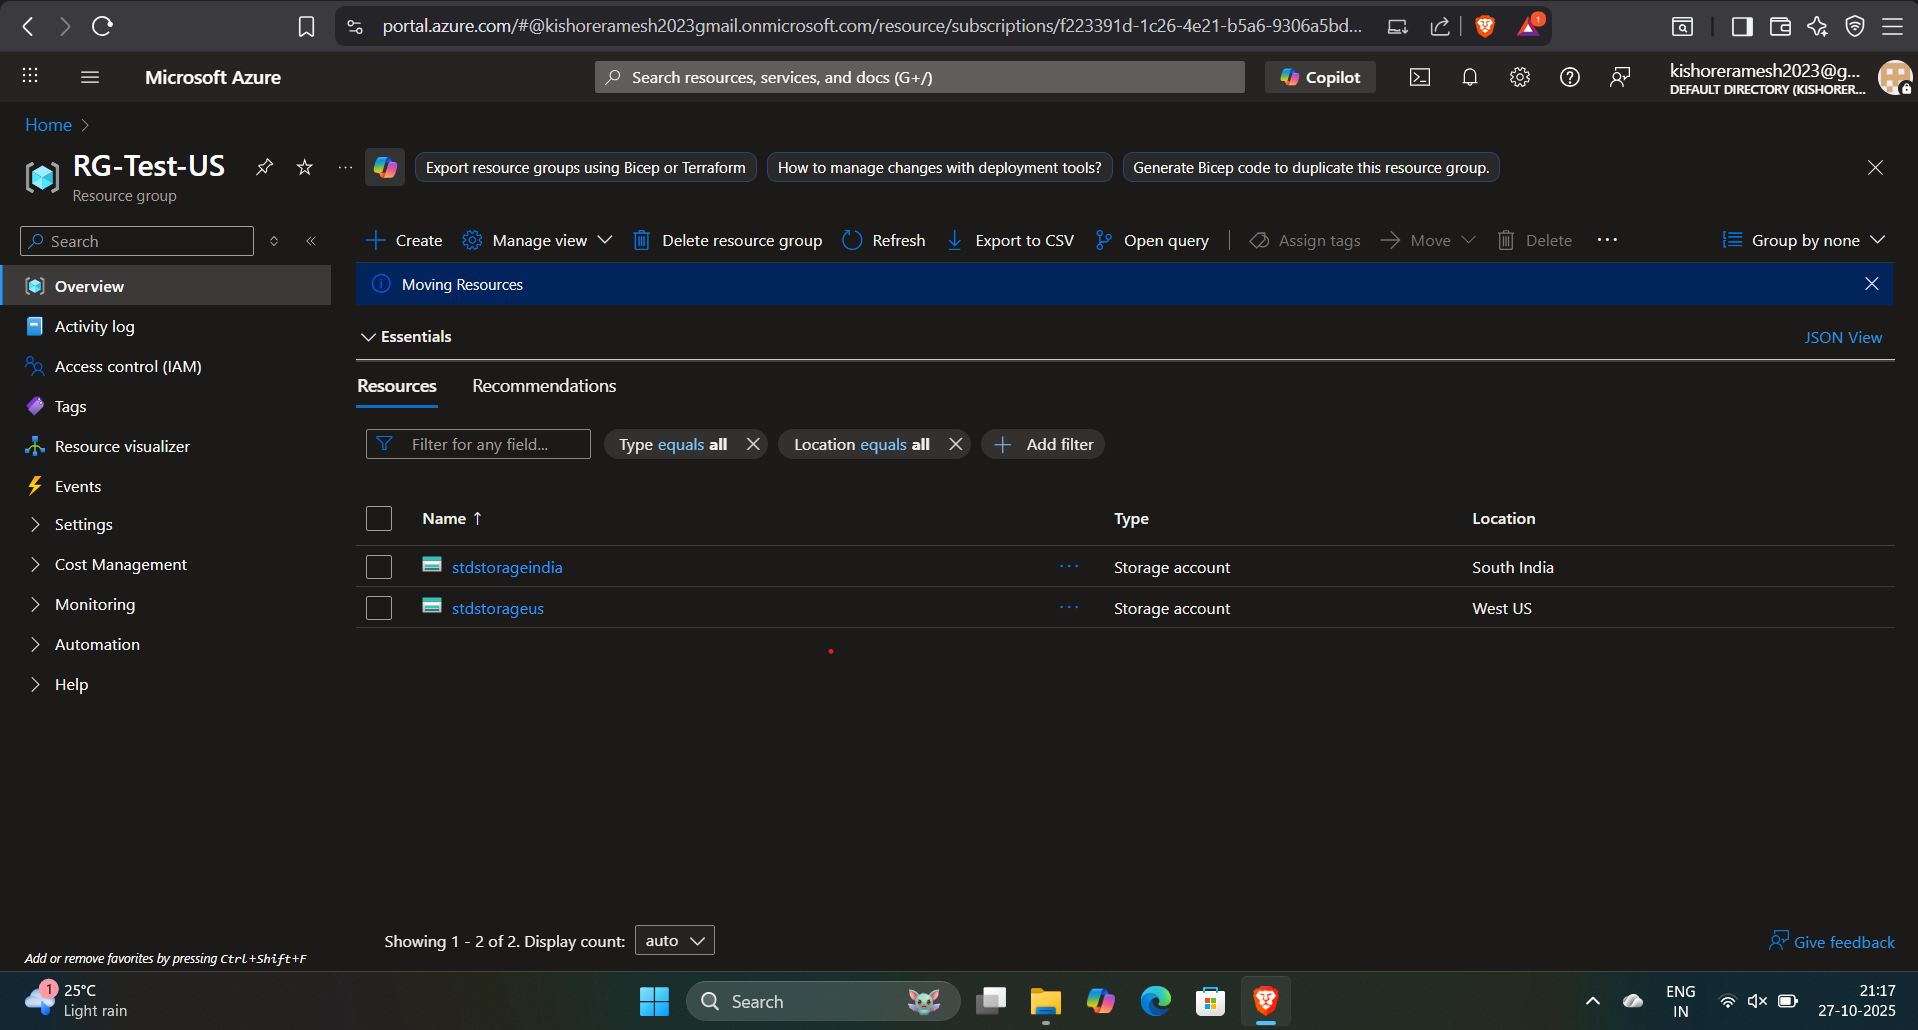 portal.azure.com/#@kishoreramesh2023gmail.onmicrosoft.com/resource/subscriptions/f223391d-1c26-4e21-b5a6-9306a5bd...
1
Microsoft Azure
Search resources, services, and docs (G+/)
Copilot
kishoreramesh2023@g...
DEFAULT DIRECTORY (KISHORER...
Home
RG-Test-US
Resource group
Export resource groups using Bicep or Terraform
How to manage changes with deployment tools?
Generate Bicep code to duplicate this resource group.
Search
Create
Manage view
Delete resource group
Refresh
Export to CSV
Open query
Assign tags
Move
Delete
Group by none
Overview
Activity log
Access control (IAM)
Tags
Resource visualizer
Events
Settings
Cost Management
Monitoring
Automation
Help
Moving Resources
Essentials
JSON View
Resources
Recommendations
Filter for any field...
Type equals all
Location equals all
Add filter
Name ↑
Type
Location
stdstorageindia
Storage account
South India
stdstorageus
Storage account
West US
Showing 1 - 2 of 2. Display count:
auto
Give feedback
Add or remove favorites by pressing Ctrl+Shift+F
1
25°C
Light rain
Search
ENG
IN
21:17
27-10-2025